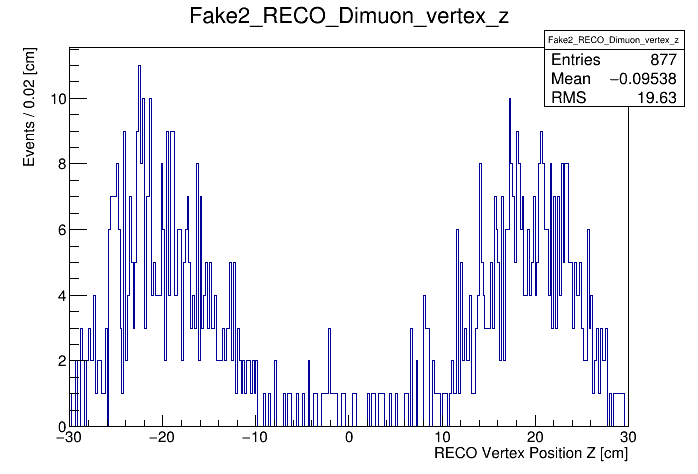 Fake2_RECO_Dimuon_vertex_z
Fake2_RECO_Dimuon_vertex_z
Entries 877
Mean −0.09538
RMS 19.63
Events / 0.02 [cm]
10
8
6
4
2
0
−30 −20 −10 0 10 20 30
RECO Vertex Position Z [cm]